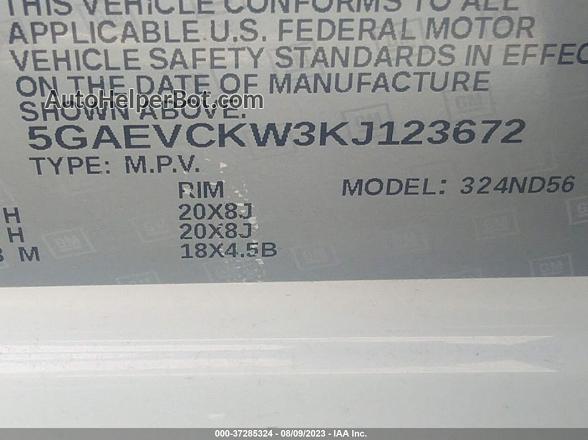 THIS VEHICLE CONFORMS TO ALL
APPLICABLE U.S. FEDERAL MOTOR
VEHICLE SAFETY STANDARDS IN EFFEC
ON THE DATE OF MANUFACTURE
SHOWN ABOVE.
AutoHelperBot.com
5GAEVCKW3KJ123672
TYPE: M.P.V.
RIM MODEL: 324ND56
H 20X8J
H 20X8J
B M 18X4.5B
GM
000-37285324 - 08/09/2023 - IAA Inc.